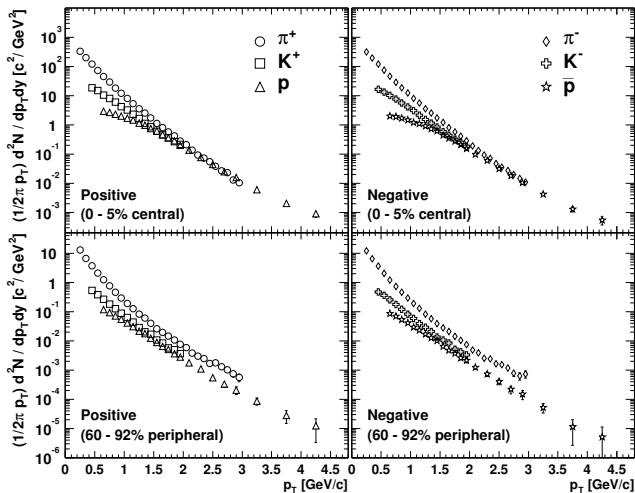 (1/2π p_T) d²N / dp_T dy [c²/GeV²]
10³
10²
10
1
10⁻¹
10⁻²
10⁻³
π⁺
K⁺
p
Positive
(0 - 5% central)
π⁻
K⁻
p̅
Negative
(0 - 5% central)
(1/2π p_T) d²N / dp_T dy [c²/GeV²]
10
1
10⁻¹
10⁻²
10⁻³
10⁻⁴
10⁻⁵
10⁻⁶
Positive
(60 - 92% peripheral)
Negative
(60 - 92% peripheral)
0 0.5 1 1.5 2 2.5 3 3.5 4 4.5 0 0.5 1 1.5 2 2.5 3 3.5 4 4.5
p_T [GeV/c] p_T [GeV/c]